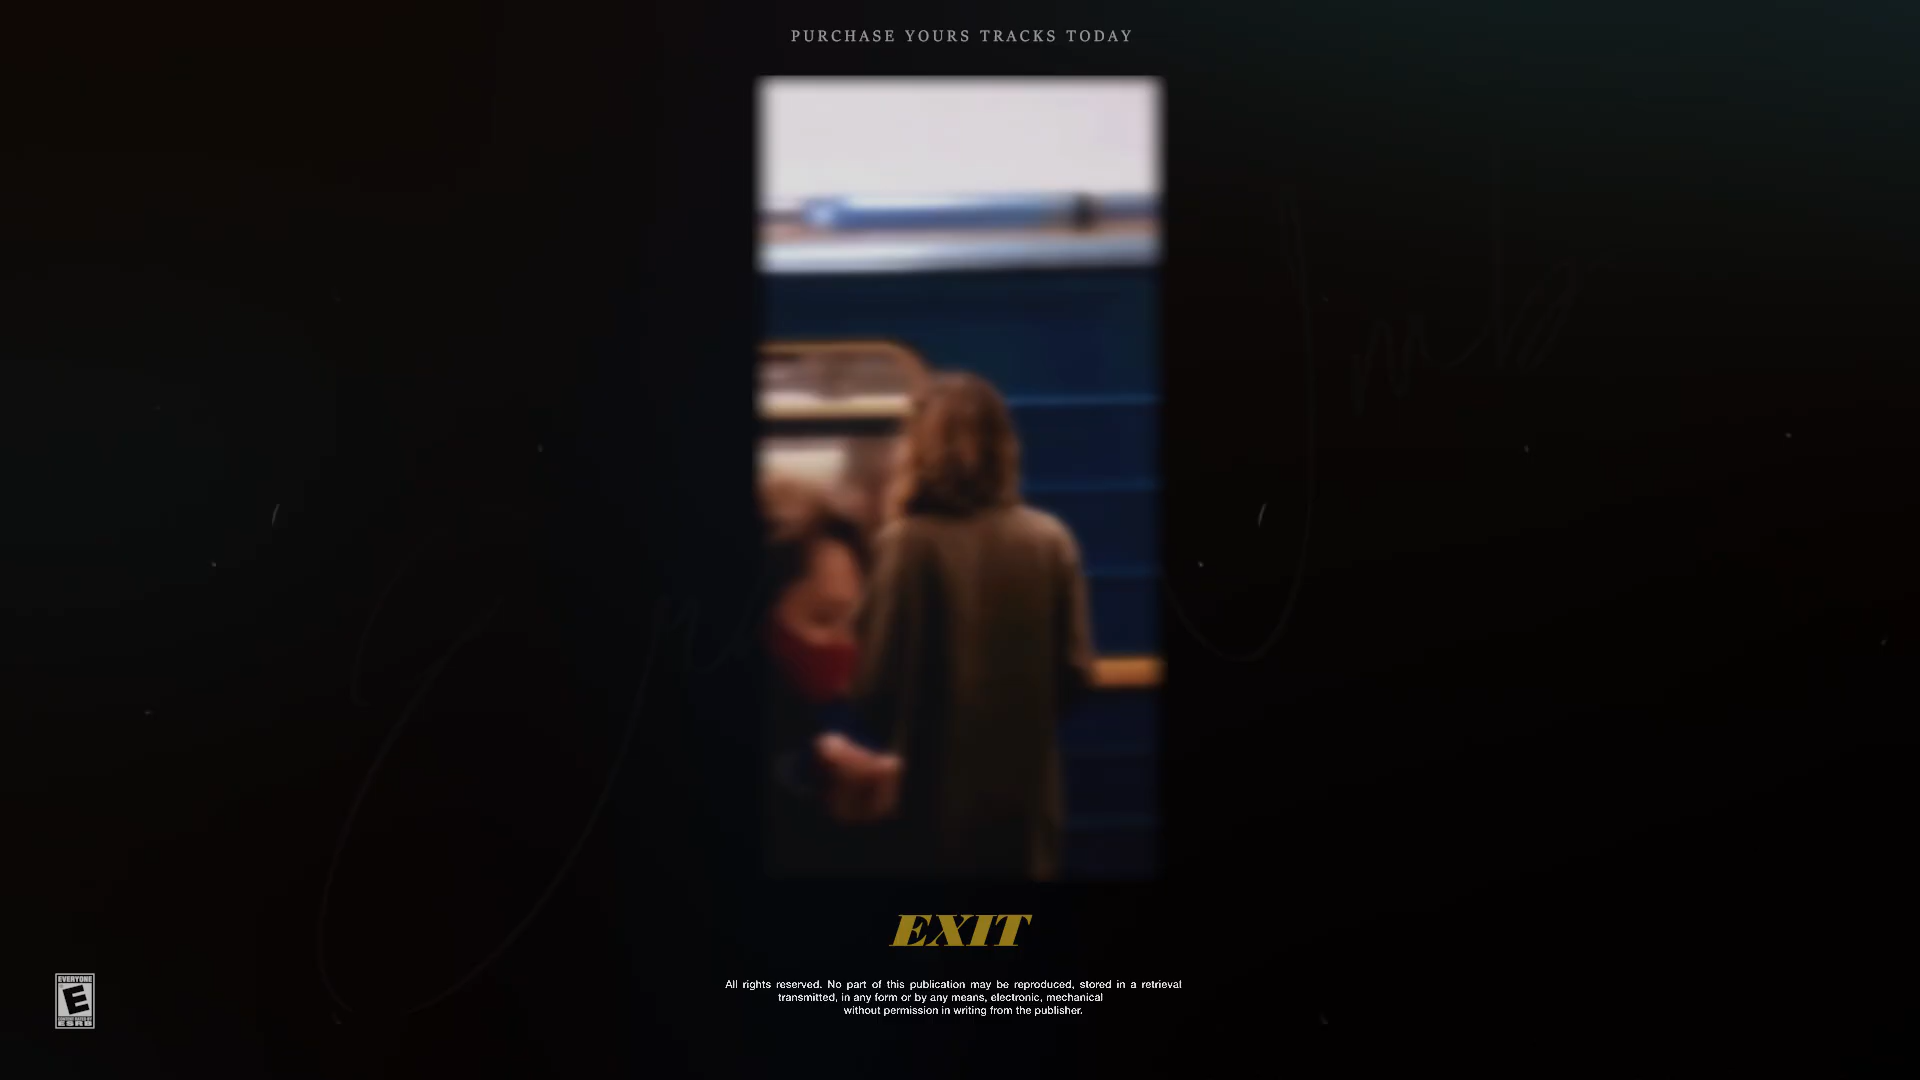 PURCHASE YOURS TRACKS TODAY
EXIT
All rights reserved. No part of this publication may be reproduced, stored in a retrieval
transmitted, in any form or by any means, electronic, mechanical
without permission in writing from the publisher.
EVERYONE
E
ESRB